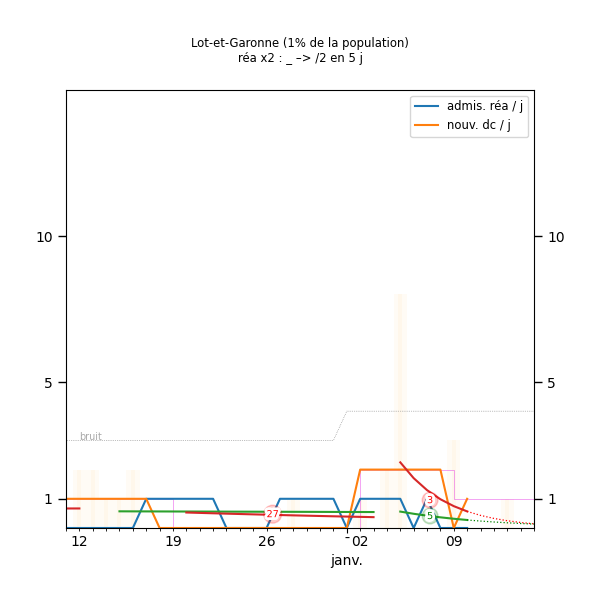 Lot-et-Garonne (1% de la population)
réa x2 : _ –> /2 en 5 j
admis. réa / j
nouv. dc / j
10
10
5
5
bruit
1
3
1
27
5
12
19
26
02
09
janv.